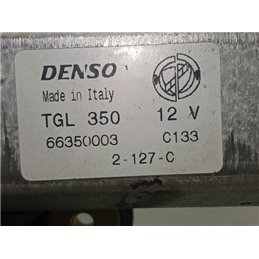 DENSO
Made in Italy
TGL 350 12 V
66350003 C133
2-127-C